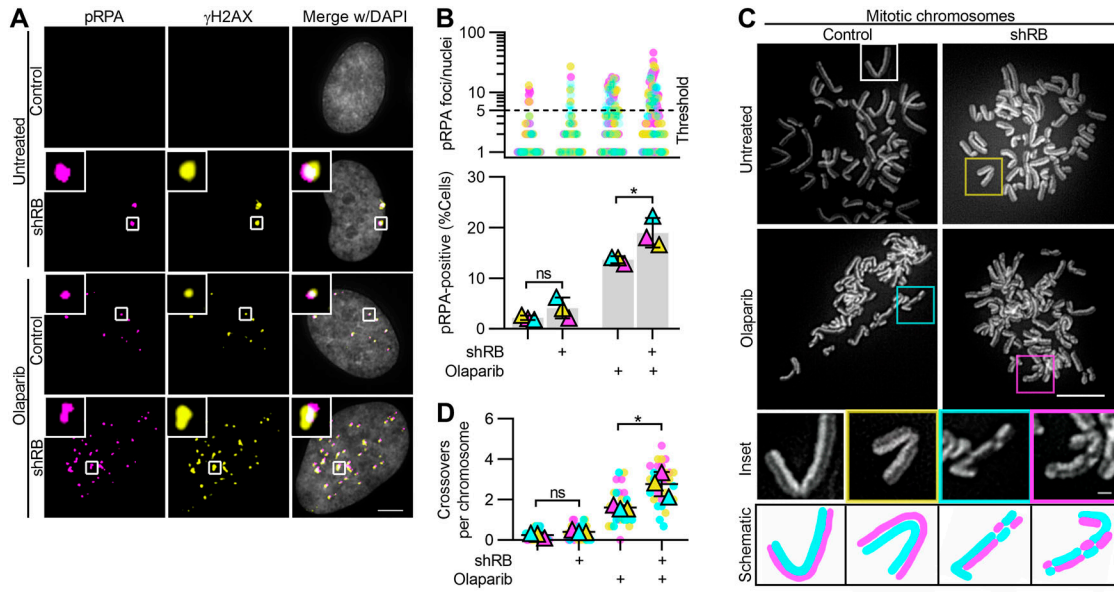 A
pRPA
γH2AX
Merge w/DAPI
Untreated
Control
shRB
Olaparib
Control
shRB
B
pRPA foci/nuclei
100
10
5
1
Threshold
pRPA-positive (%Cells)
30
20
10
0
ns
*
shRB + +
Olaparib + +
C
Mitotic chromosomes
Control
shRB
Untreated
Olaparib
Inset
Schematic
D
Crossovers
per chromosome
6
4
2
0
ns
*
shRB + +
Olaparib + +